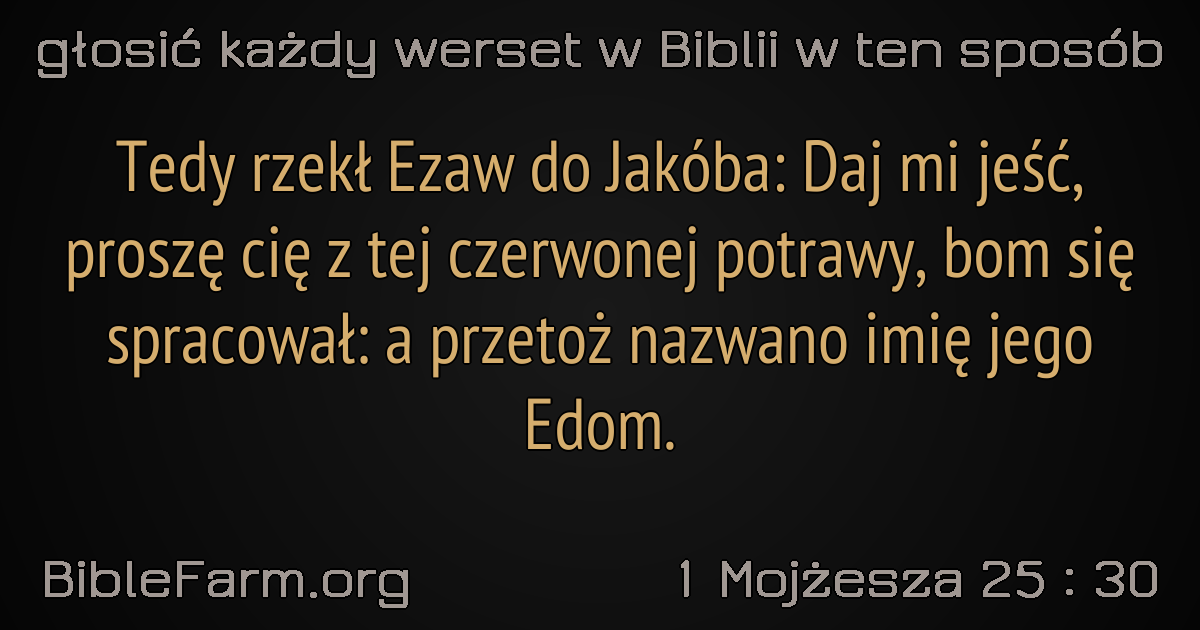 głosić każdy werset w Biblii w ten sposób
Tedy rzekł Ezaw do Jakóba: Daj mi jeść,
proszę cię z tej czerwonej potrawy, bom się
spracował: a przetoż nazwano imię jego
Edom.
BibleFarm.org
1 Mojżesza 25 : 30